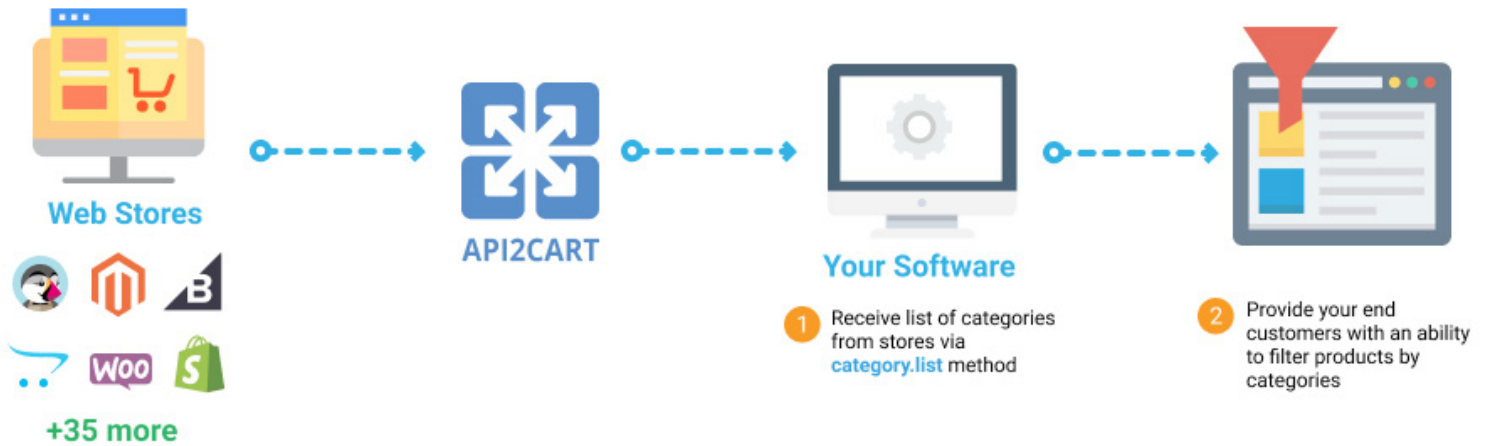 Web Stores
B
WOO
S
+35 more
API2CART
Your Software
1
Receive list of categories
from stores via
category.list method
2
Provide your end
customers with an ability
to filter products by
categories